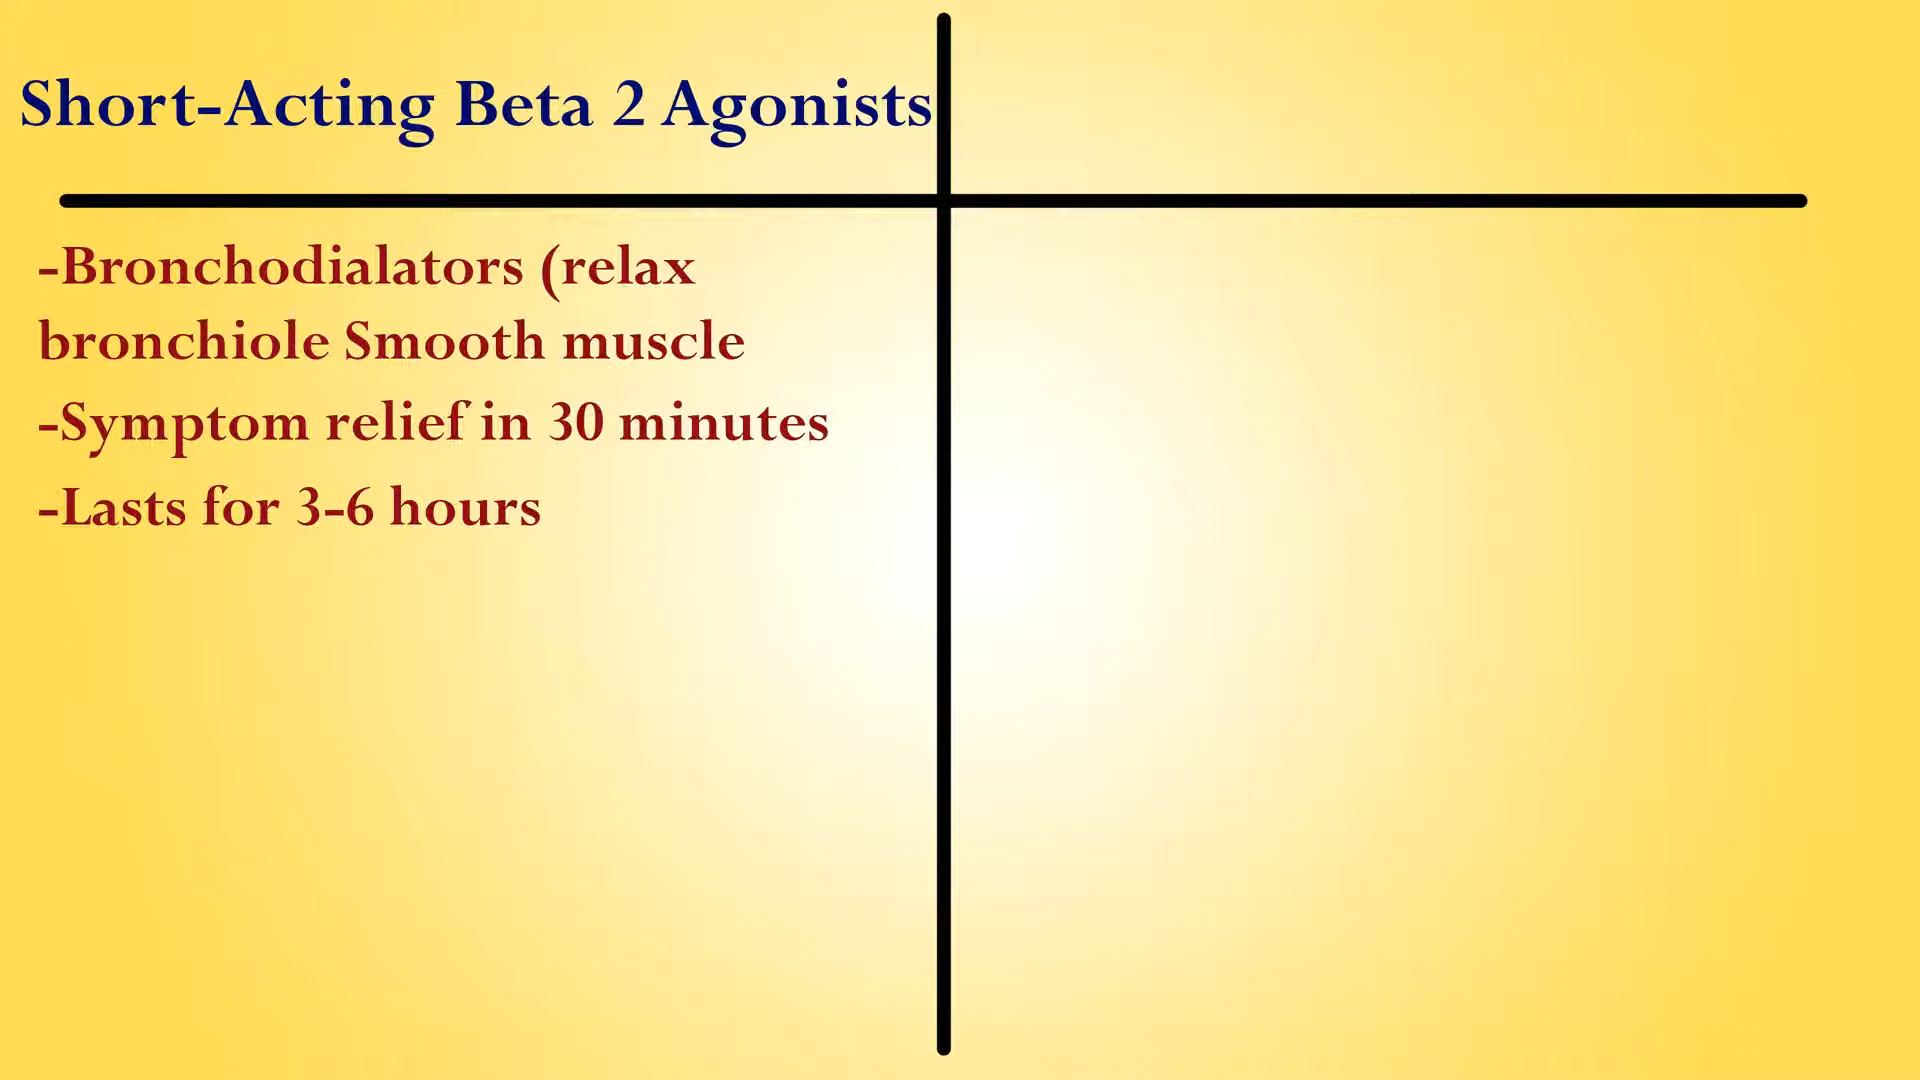 Short-Acting Beta 2 Agonists
-Bronchodialators (relax
bronchiole Smooth muscle
-Symptom relief in 30 minutes
-Lasts for 3-6 hours